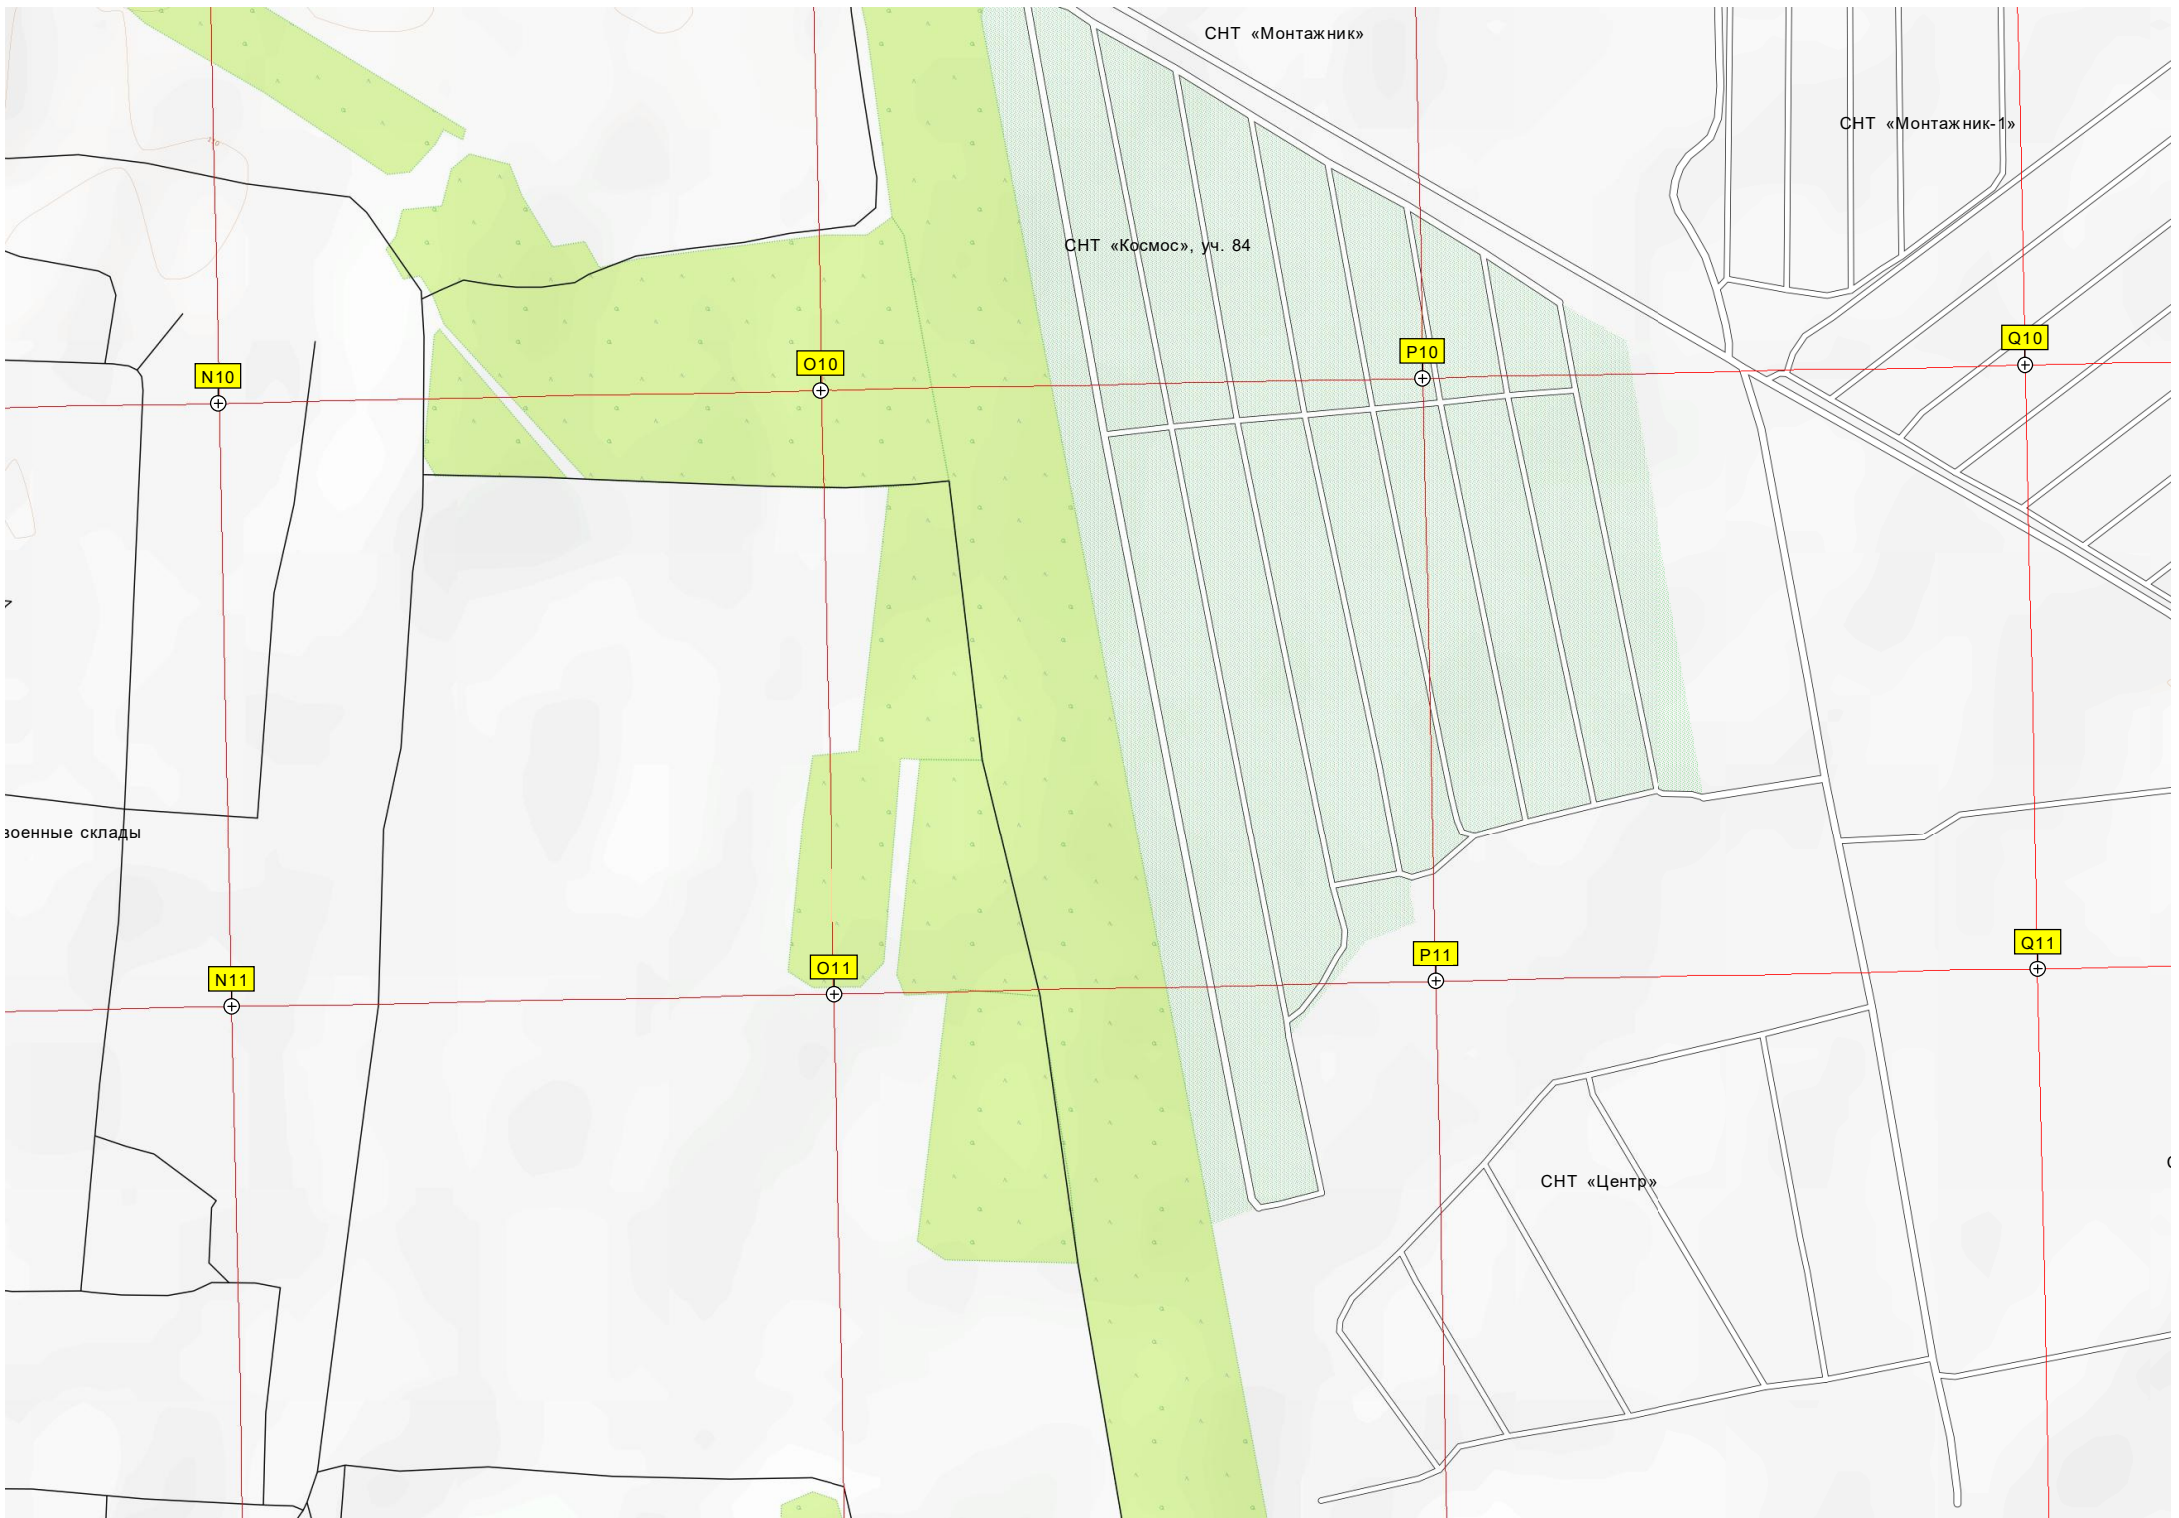 СНТ «Монтажник»
СНТ «Монтажник-1»
СНТ «Космос», уч. 84
Q10
P10
O10
N10
военные склады
Q11
P11
O11
N11
СНТ «Центр»